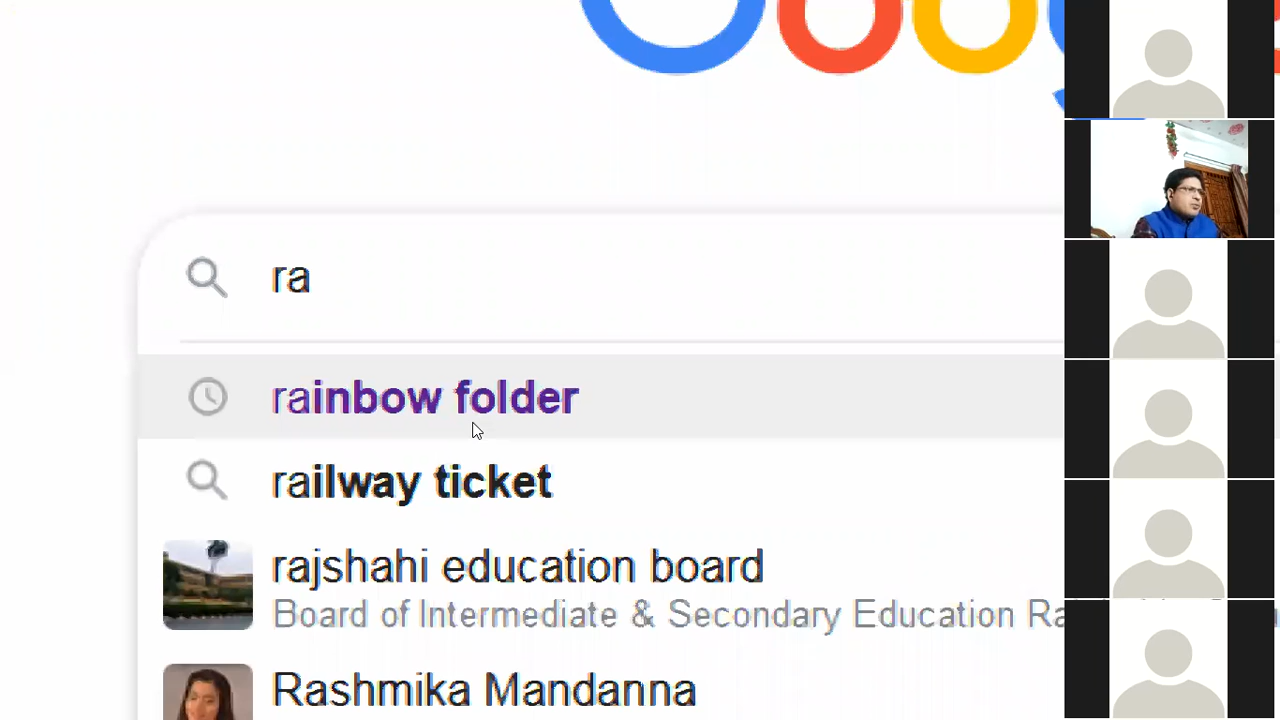 ra
rainbow folder
railway ticket
rajshahi education board
Board of Intermediate & Secondary Education Ra
Rashmika Mandanna